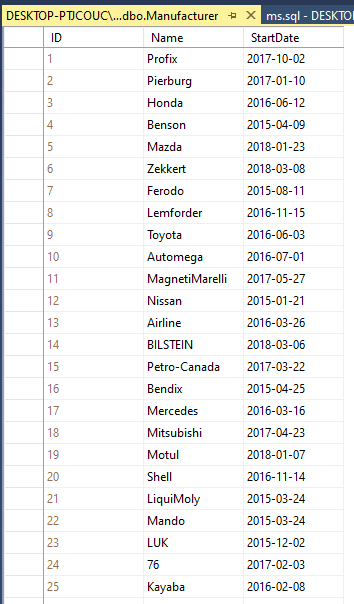 DESKTOP-PTJCOUC\...dbo.Manufacturer ms.sql - DESKTO
ID Name StartDate
1 Profix 2017-10-02
2 Pierburg 2017-01-10
3 Honda 2016-06-12
4 Benson 2015-04-09
5 Mazda 2018-01-23
6 Zekkert 2018-03-08
7 Ferodo 2015-08-11
8 Lemforder 2016-11-15
9 Toyota 2016-06-03
10 Automega 2016-07-01
11 MagnetiMarelli 2017-05-27
12 Nissan 2015-01-21
13 Airline 2016-03-26
14 BILSTEIN 2018-03-06
15 Petro-Canada 2017-03-22
16 Bendix 2015-04-25
17 Mercedes 2016-03-16
18 Mitsubishi 2017-04-23
19 Motul 2018-01-07
20 Shell 2016-11-14
21 LiquiMoly 2015-03-24
22 Mando 2015-03-24
23 LUK 2015-12-02
24 76 2017-02-03
25 Kayaba 2016-02-08